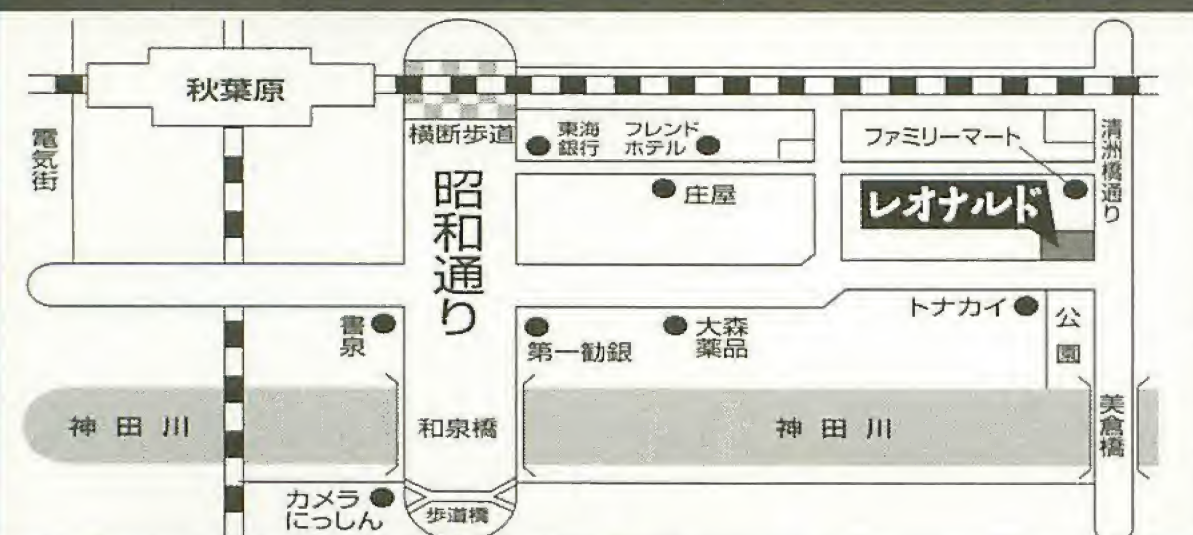 秋葉原
電気街
横断歩道
東海
銀行
フレンド
ホテル
ファミリーマート
清洲橋通り
昭和通り
庄屋
レオナルド
書泉
第一勧銀
大森
薬品
トナカイ
公園
神田川
和泉橋
神田川
美倉橋
カメラ
にっしん
歩道橋